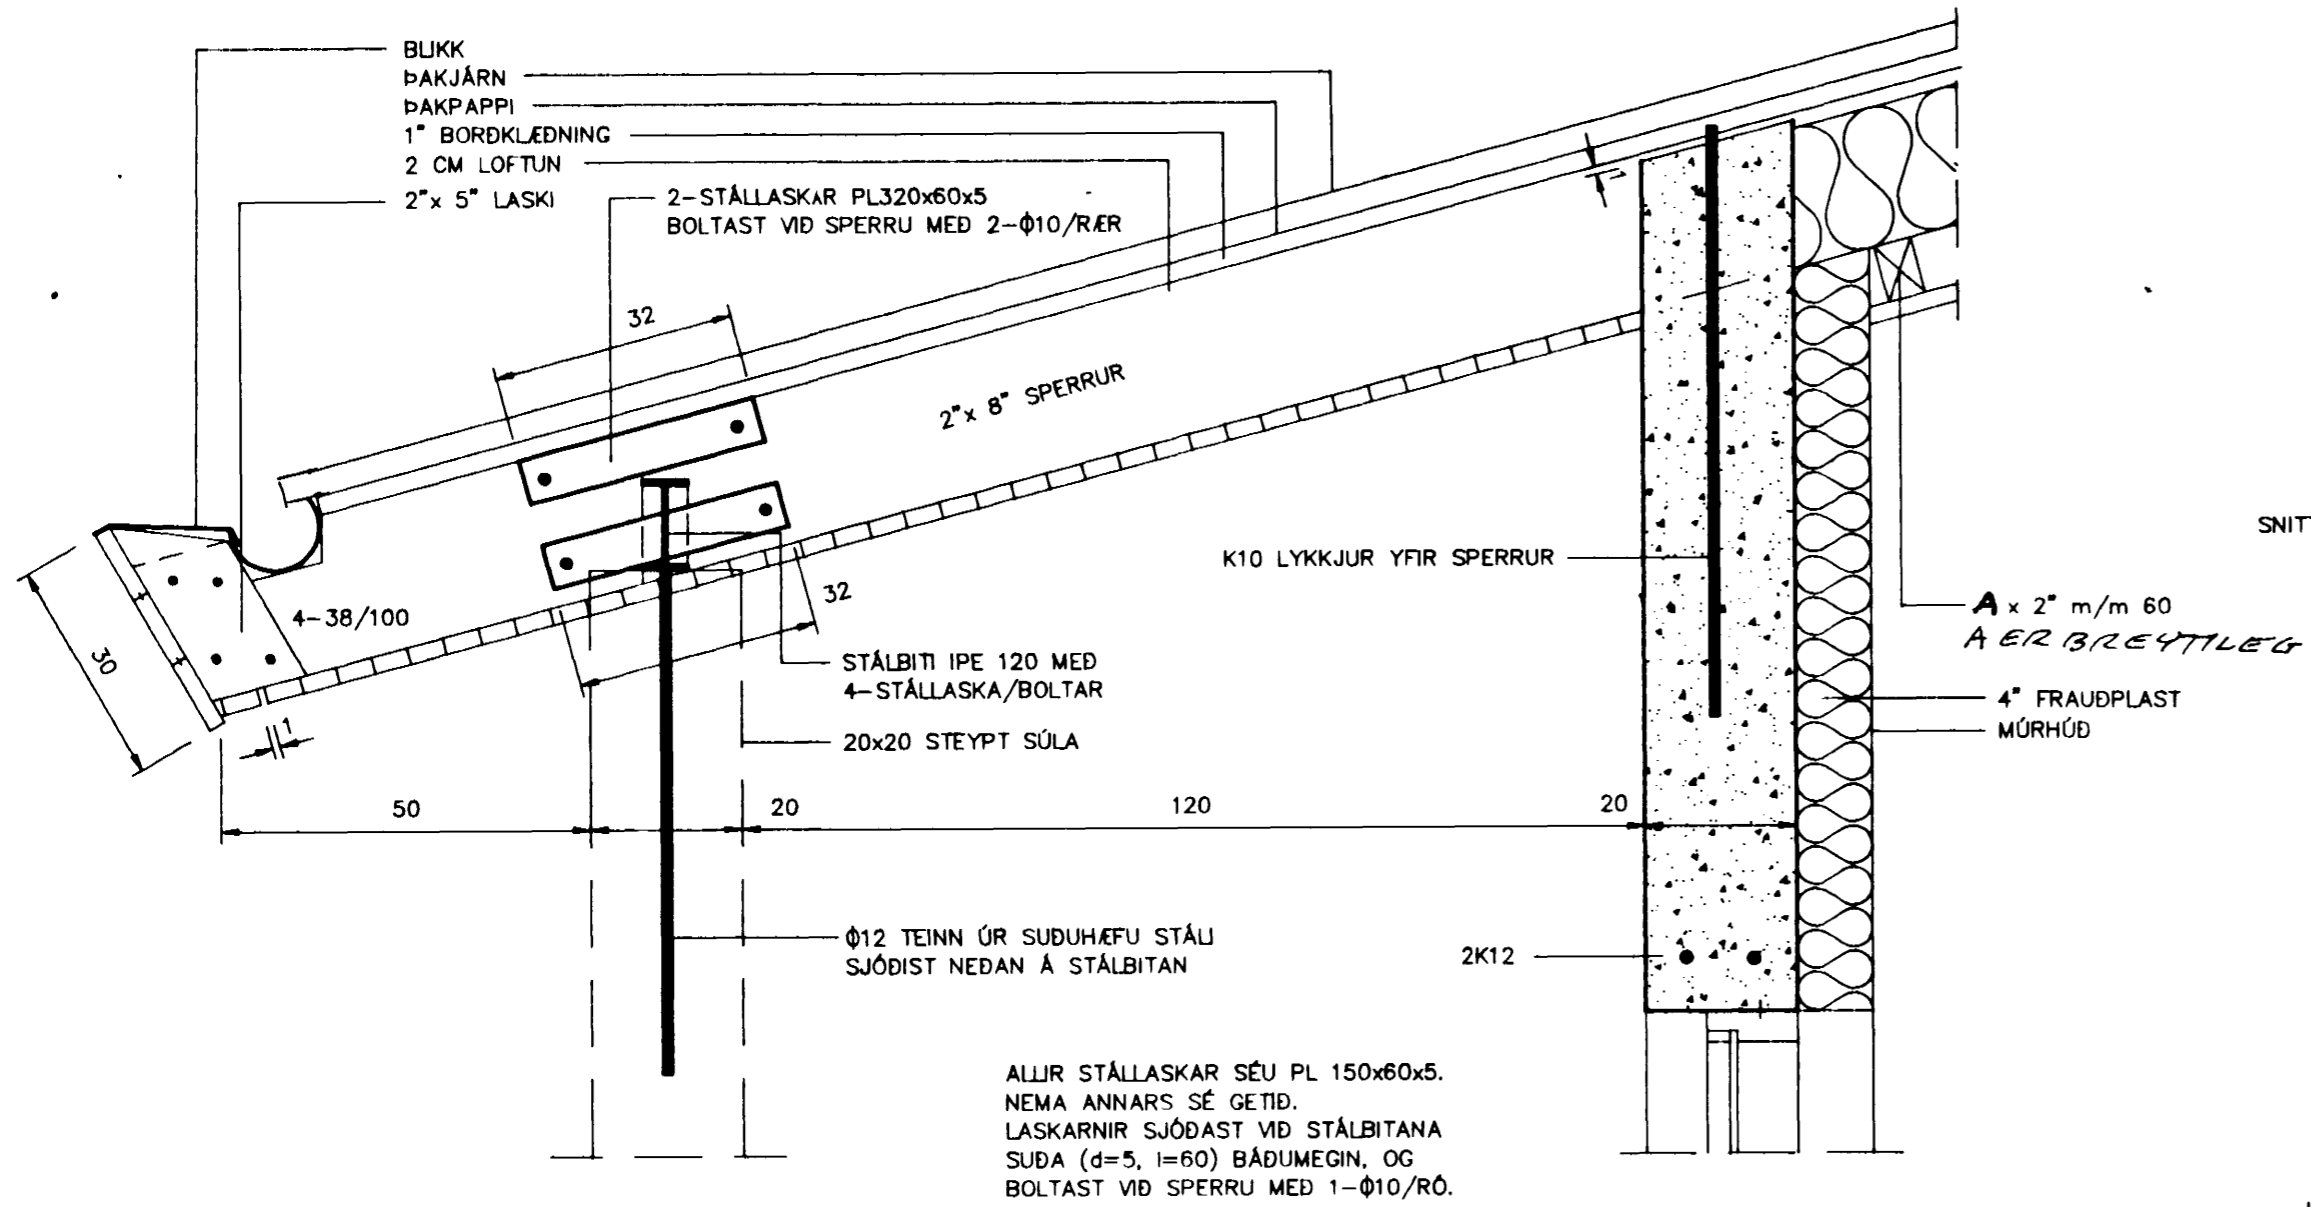 BLIKK
ÞAKJÁRN
ÞAKPAPPI
1" BORÐKLÆÐNING
2 CM LOFTUN
2"x 5" LASKI
2-STÁLLASKAR PL320x60x5
BOLTAST VIÐ SPERRU MEÐ 2-Φ10/RÆR
32
2"x 8" SPERRUR
1
SNIT
K10 LYKKJUR YFIR SPERRUR
A x 2" m/m 60
A ER BREYTILEG
4-38/100
32
30
STÁLBITI IPE 120 MEÐ
4-STÁLLASKA/BOLTAR
4" FRAUÐPLAST
MÚRHÚÐ
1
20x20 STEYPT SÚLA
50
20
120
20
Φ12 TEINN ÚR SUÐUHÆFU STÁLI
SJÓÐIST NEÐAN Á STÁLBITAN
2K12
ALLIR STÁLLASKAR SÉU PL 150x60x5.
NEMA ANNARS SÉ GETIÐ.
LASKARNIR SJÓÐAST VIÐ STÁLBITANA
SUÐA (d=5, l=60) BÁÐUMEGIN, OG
BOLTAST VIÐ SPERRU MEÐ 1-Φ10/RÓ.